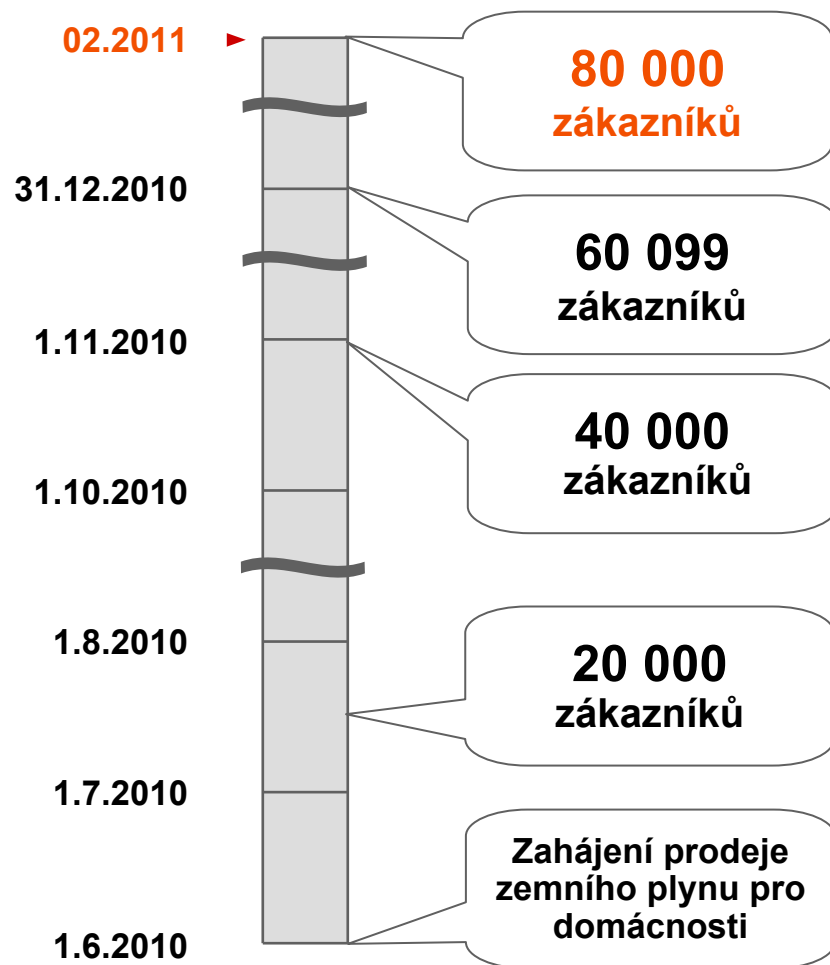 02.2011
80 000
zákazníků
31.12.2010
60 099
zákazníků
1.11.2010
40 000
zákazníků
1.10.2010
1.8.2010
20 000
zákazníků
1.7.2010
Zahájení prodeje
zemního plynu pro
domácnosti
1.6.2010